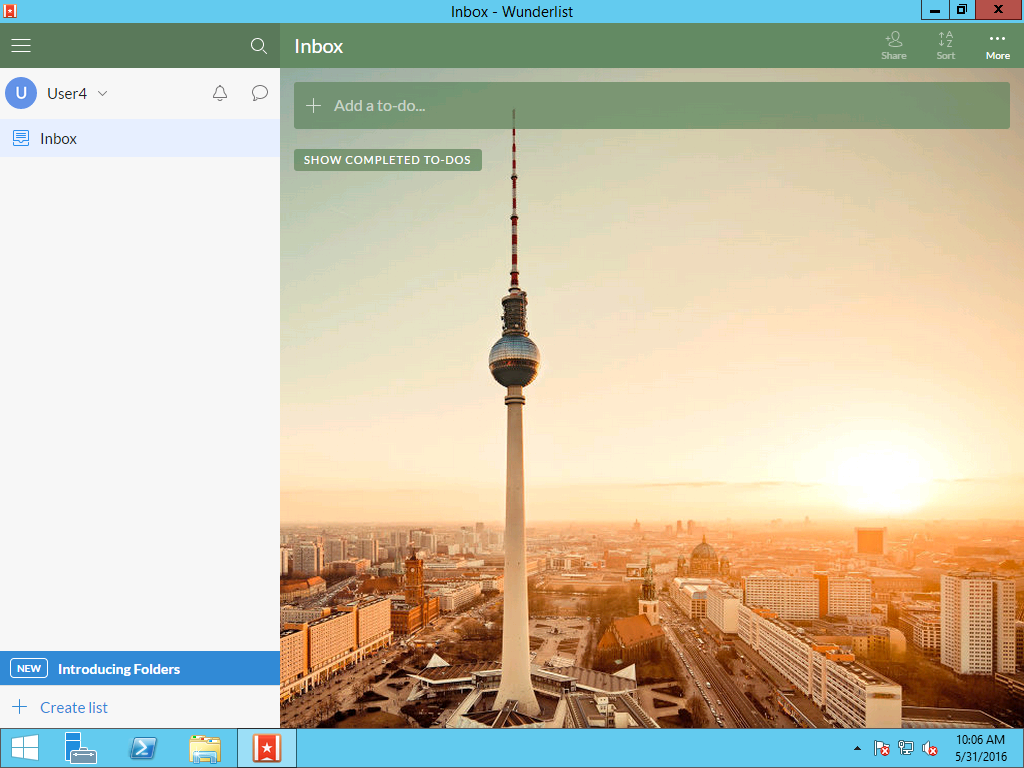 Inbox - Wunderlist
Inbox
Share
Sort
More
U
User4
Add a to-do...
Inbox
SHOW COMPLETED TO-DOS
NEW
Introducing Folders
Create list
10:06 AM
5/31/2016